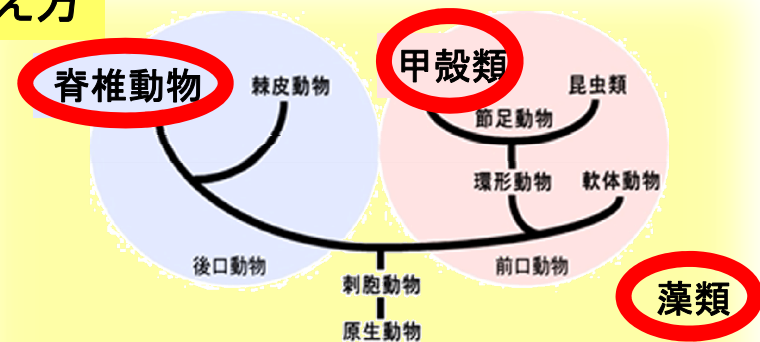 え方
脊椎動物
棘皮動物
甲殻類
昆虫類
節足動物
環形動物
軟体動物
後口動物
前口動物
刺胞動物
藻類
原生動物